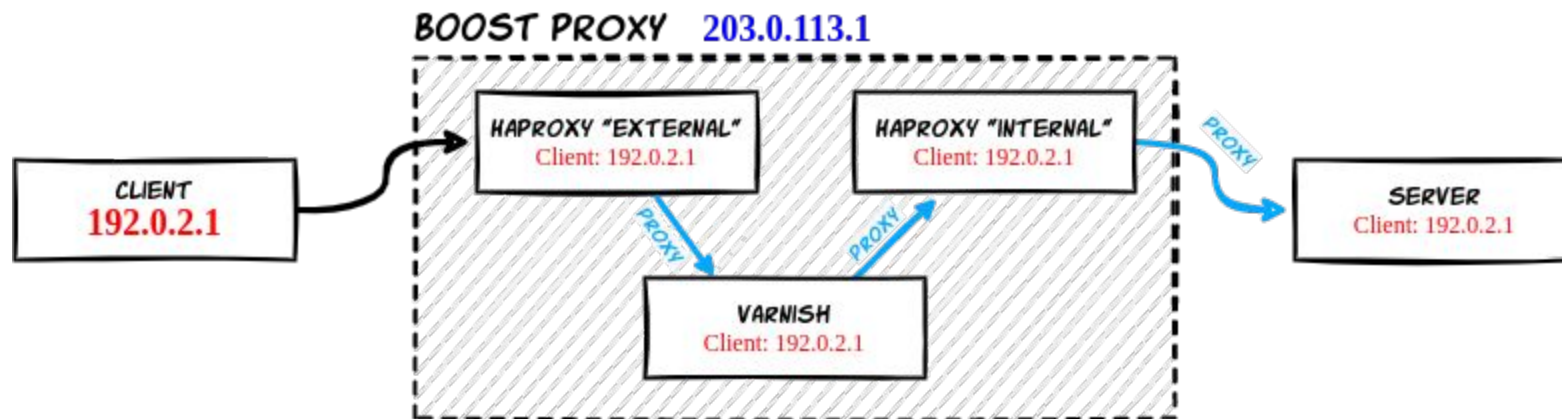 BOOST PROXY 203.0.113.1
HAPROXY "EXTERNAL"
Client: 192.0.2.1
HAPROXY "INTERNAL"
Client: 192.0.2.1
PROXY
CLIENT
192.0.2.1
SERVER
Client: 192.0.2.1
PROXY
PROXY
VARNISH
Client: 192.0.2.1